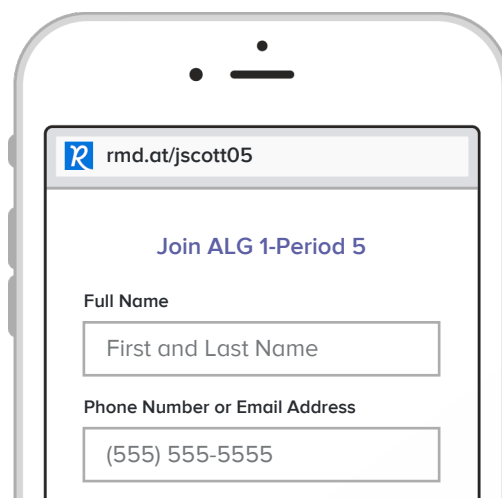 rmd.at/jscott05
Join ALG 1-Period 5
Full Name
First and Last Name
Phone Number or Email Address
(555) 555-5555